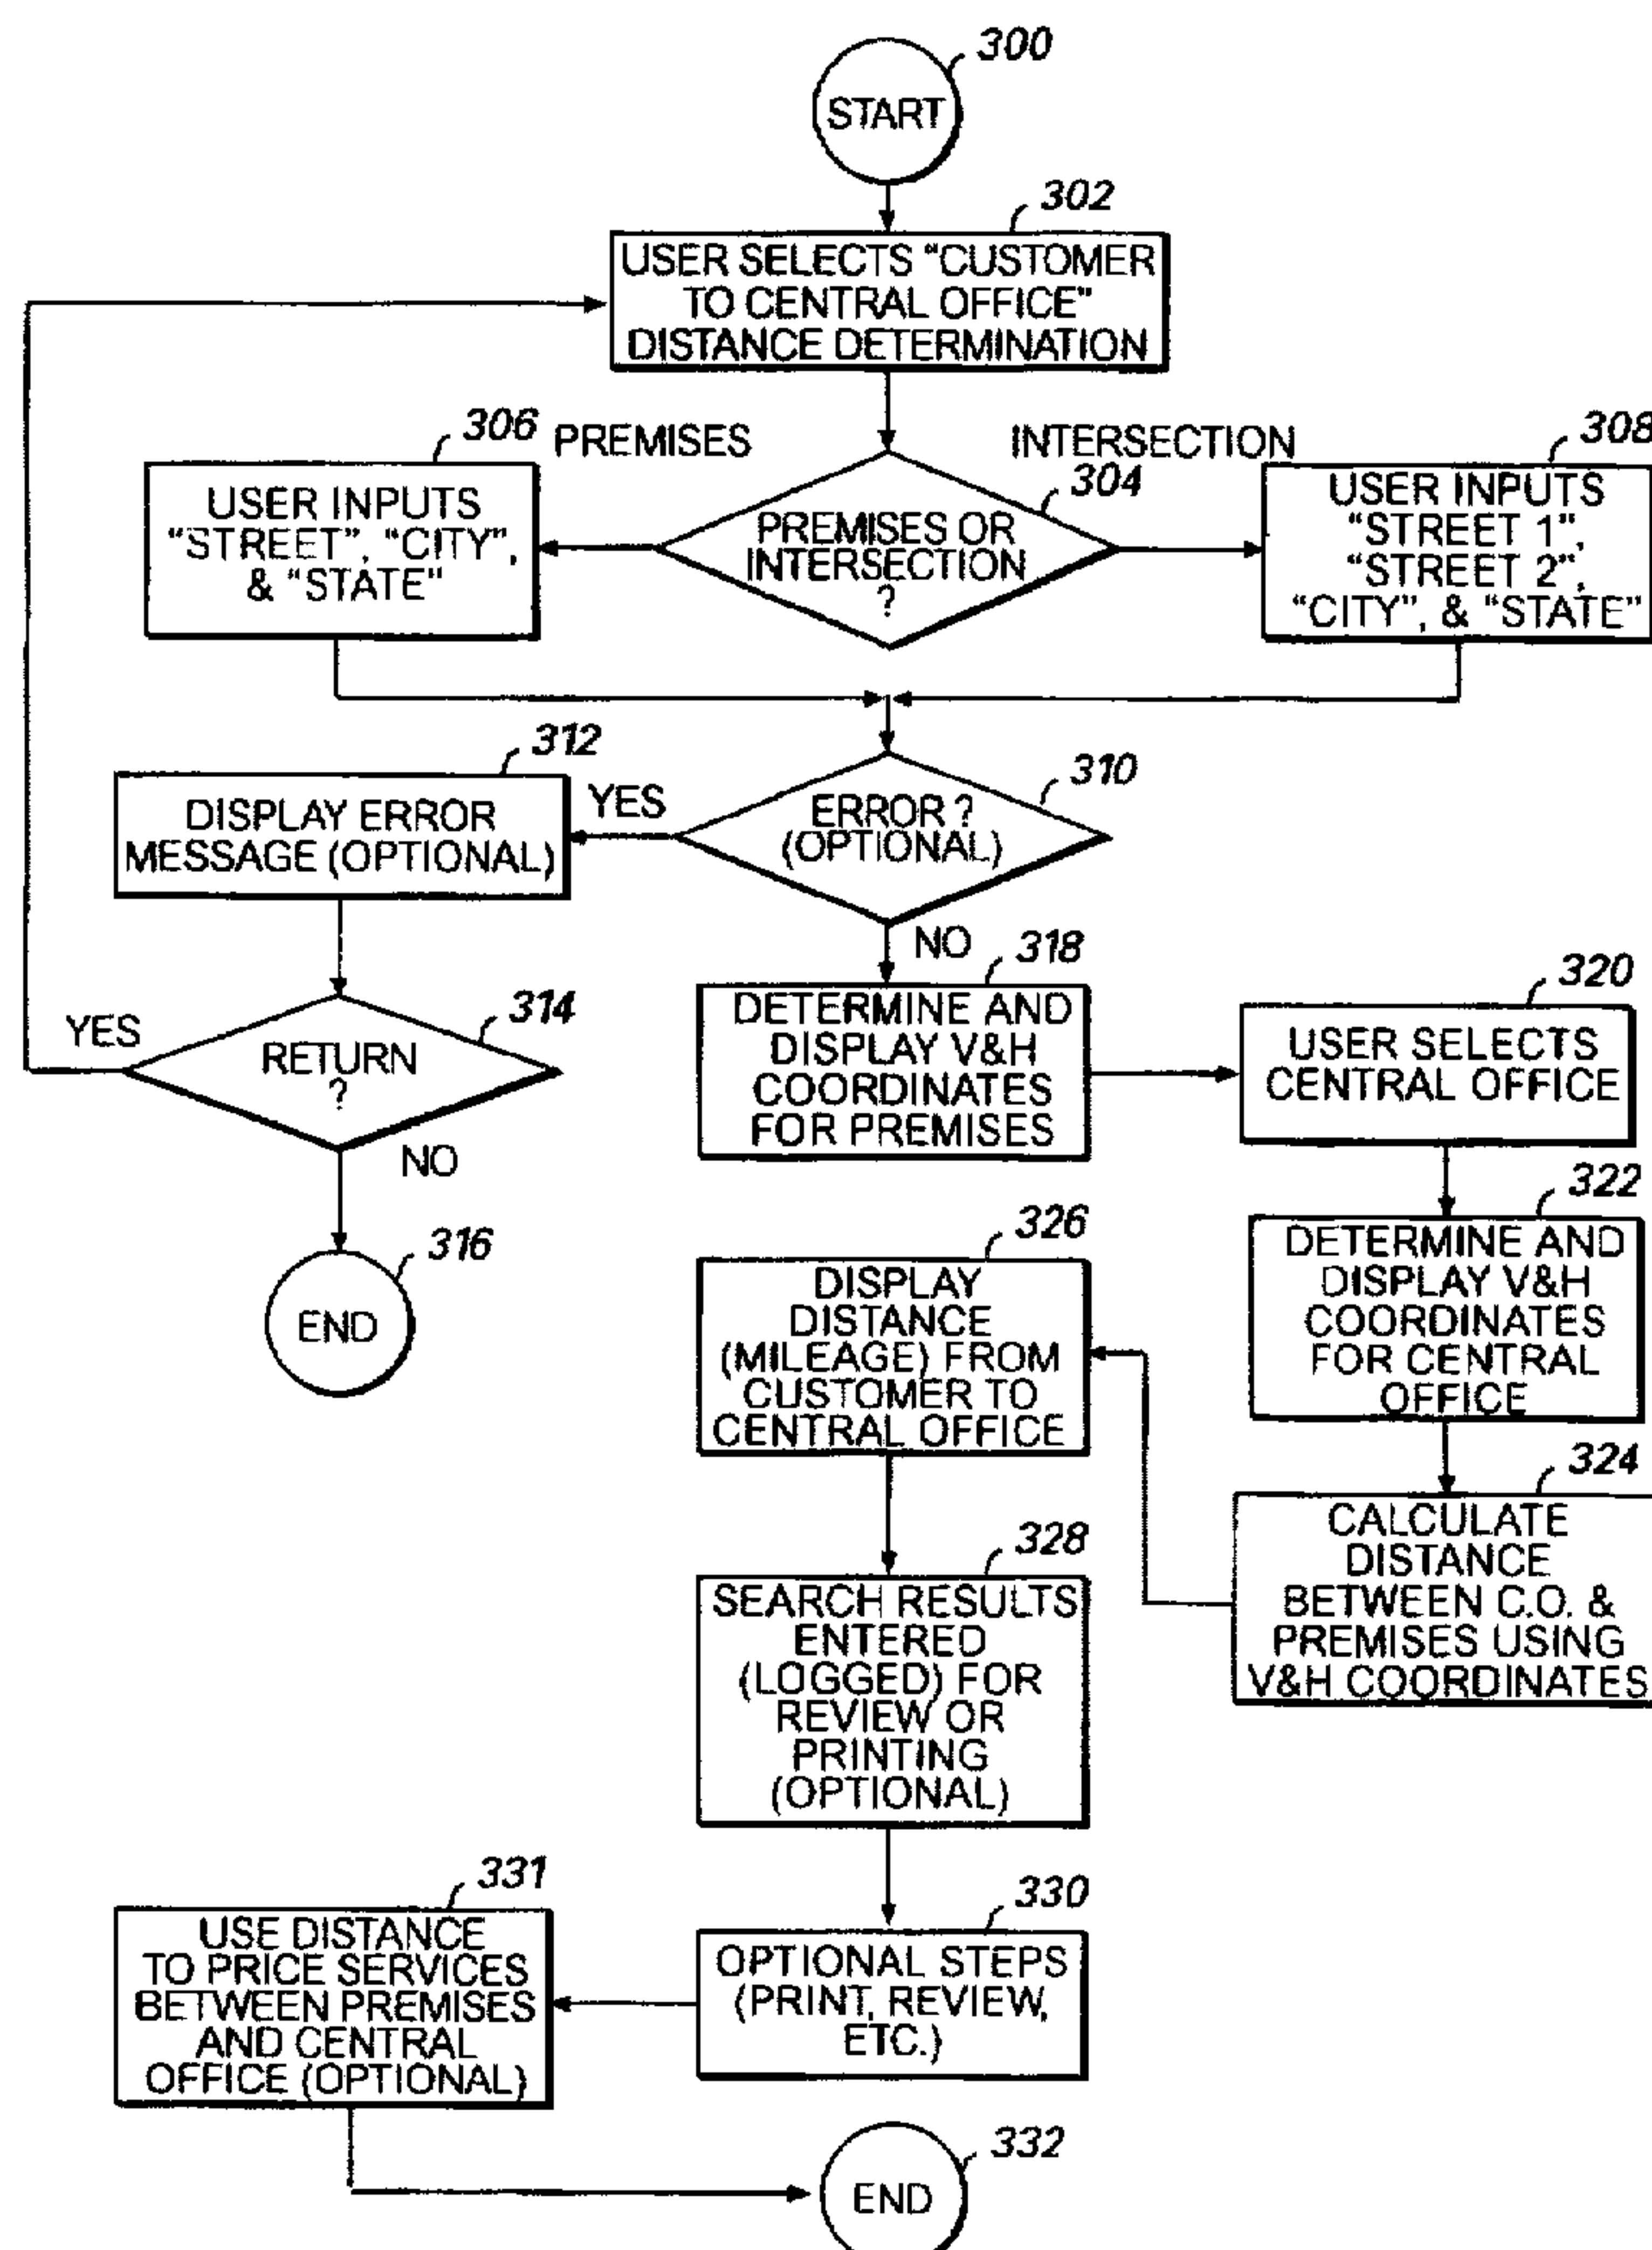 300
START
302
USER SELECTS “CUSTOMER
TO CENTRAL OFFICE”
DISTANCE DETERMINATION
306
PREMISES
INTERSECTION
308
304
USER INPUTS
“STREET”, “CITY”,
& “STATE”
PREMISES OR
INTERSECTION
?
USER INPUTS
“STREET 1”,
“STREET 2”,
“CITY”, & “STATE”
312
310
DISPLAY ERROR
MESSAGE (OPTIONAL)
YES
ERROR ?
(OPTIONAL)
NO
318
320
314
YES
RETURN
?
NO
DETERMINE AND
DISPLAY V&H
COORDINATES
FOR PREMISES
USER SELECTS
CENTRAL OFFICE
322
316
END
326
DISPLAY
DISTANCE
(MILEAGE) FROM
CUSTOMER TO
CENTRAL OFFICE
DETERMINE AND
DISPLAY V&H
COORDINATES
FOR CENTRAL
OFFICE
324
CALCULATE
DISTANCE
BETWEEN C.O. &
PREMISES USING
V&H COORDINATES
328
SEARCH RESULTS
ENTERED
(LOGGED) FOR
REVIEW OR
PRINTING
(OPTIONAL)
331
330
USE DISTANCE
TO PRICE SERVICES
BETWEEN PREMISES
AND CENTRAL
OFFICE (OPTIONAL)
OPTIONAL STEPS
(PRINT, REVIEW,
ETC.)
332
END